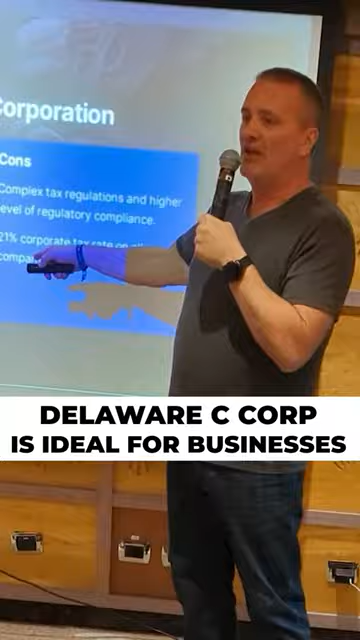 Corporation
Cons
Complex tax regulations and higher
level of regulatory compliance.
21% corporate tax rate on
DELAWARE C CORP
IS IDEAL FOR BUSINESSES